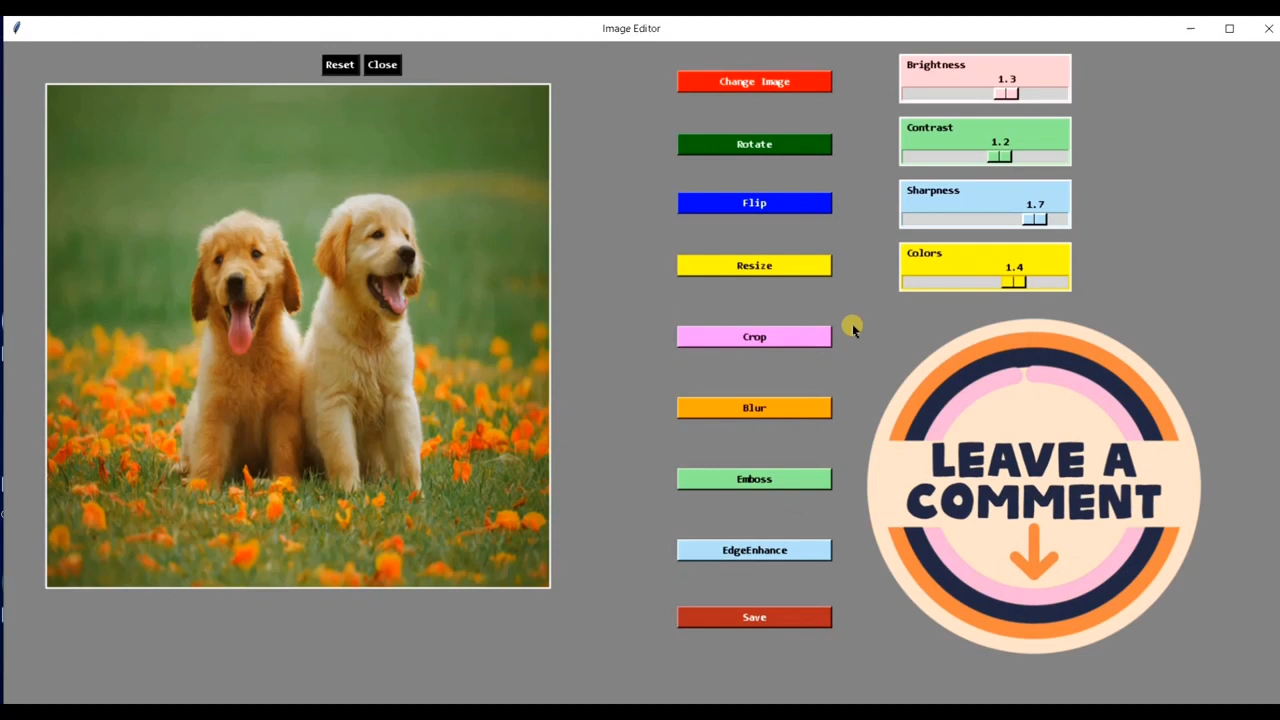 Image Editor
Reset Close
Change Image
Rotate
Flip
Resize
Crop
Blur
Emboss
EdgeEnhance
Save
Brightness
1.3
Contrast
1.2
Sharpness
1.7
Colors
1.4
LEAVE A
COMMENT